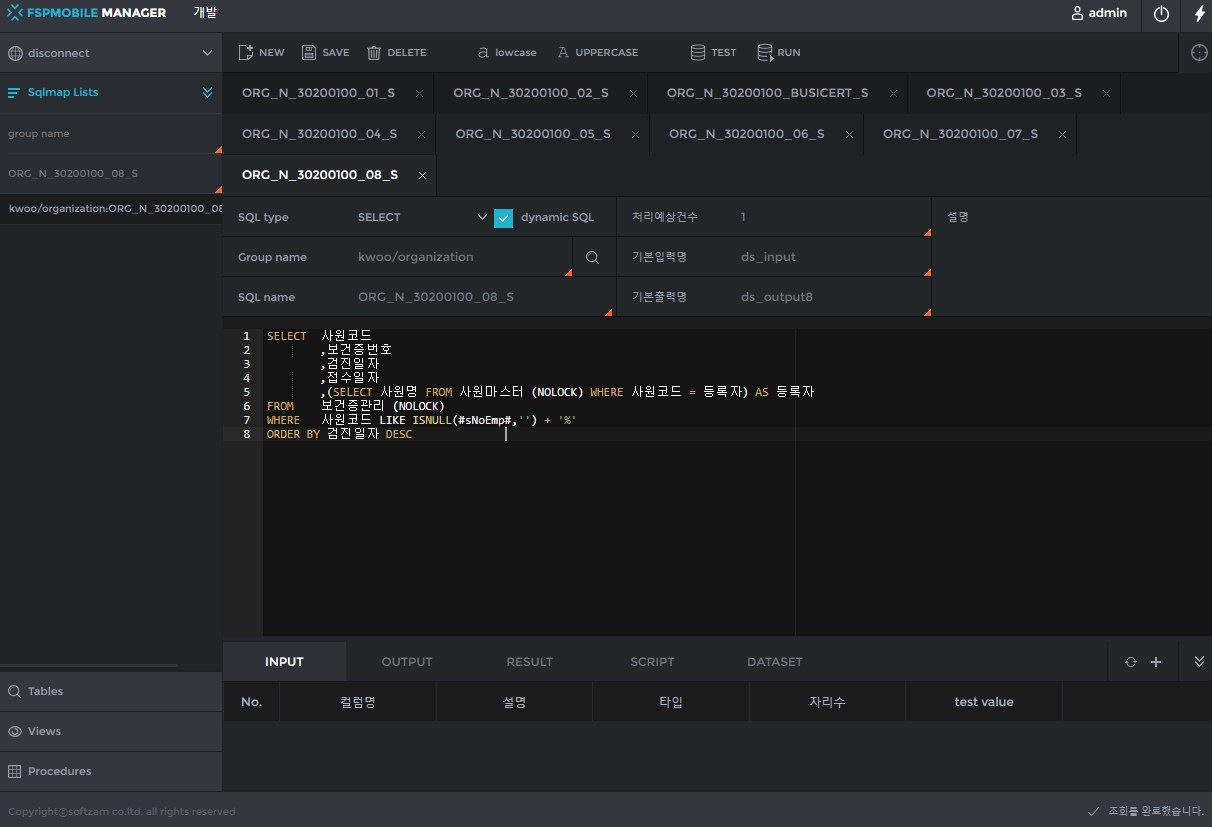 FSPMOBILE MANAGER 개발 admin
disconnect
NEW SAVE DELETE a lowcase A UPPERCASE TEST RUN
Sqlmap Lists
group name
ORG_N_30200100_08_S
kwoo/organization:ORG_N_30200100_08
ORG_N_30200100_01_S ORG_N_30200100_02_S ORG_N_30200100_BUSICERT_S ORG_N_30200100_03_S
ORG_N_30200100_04_S ORG_N_30200100_05_S ORG_N_30200100_06_S ORG_N_30200100_07_S
ORG_N_30200100_08_S
SQL type SELECT dynamic SQL 처리예상건수 1 설명
Group name kwoo/organization 기본입력명 ds_input
SQL name ORG_N_30200100_08_S 기본출력명 ds_output8
1 SELECT 사원코드
2 ,보건증번호
3 ,검진일자
4 ,접수일자
5 ,(SELECT 사원명 FROM 사원마스터 (NOLOCK) WHERE 사원코드 = 등록자) AS 등록자
6 FROM 보건증관리 (NOLOCK)
7 WHERE 사원코드 LIKE ISNULL(#sNoEmp#,'') + '%'
8 ORDER BY 검진일자 DESC
INPUT OUTPUT RESULT SCRIPT DATASET
No. 컬럼명 설명 타입 자리수 test value
Tables
Views
Procedures
Copyrightⓒsoftzam co.ltd. all rights reserved 조회를 완료했습니다.